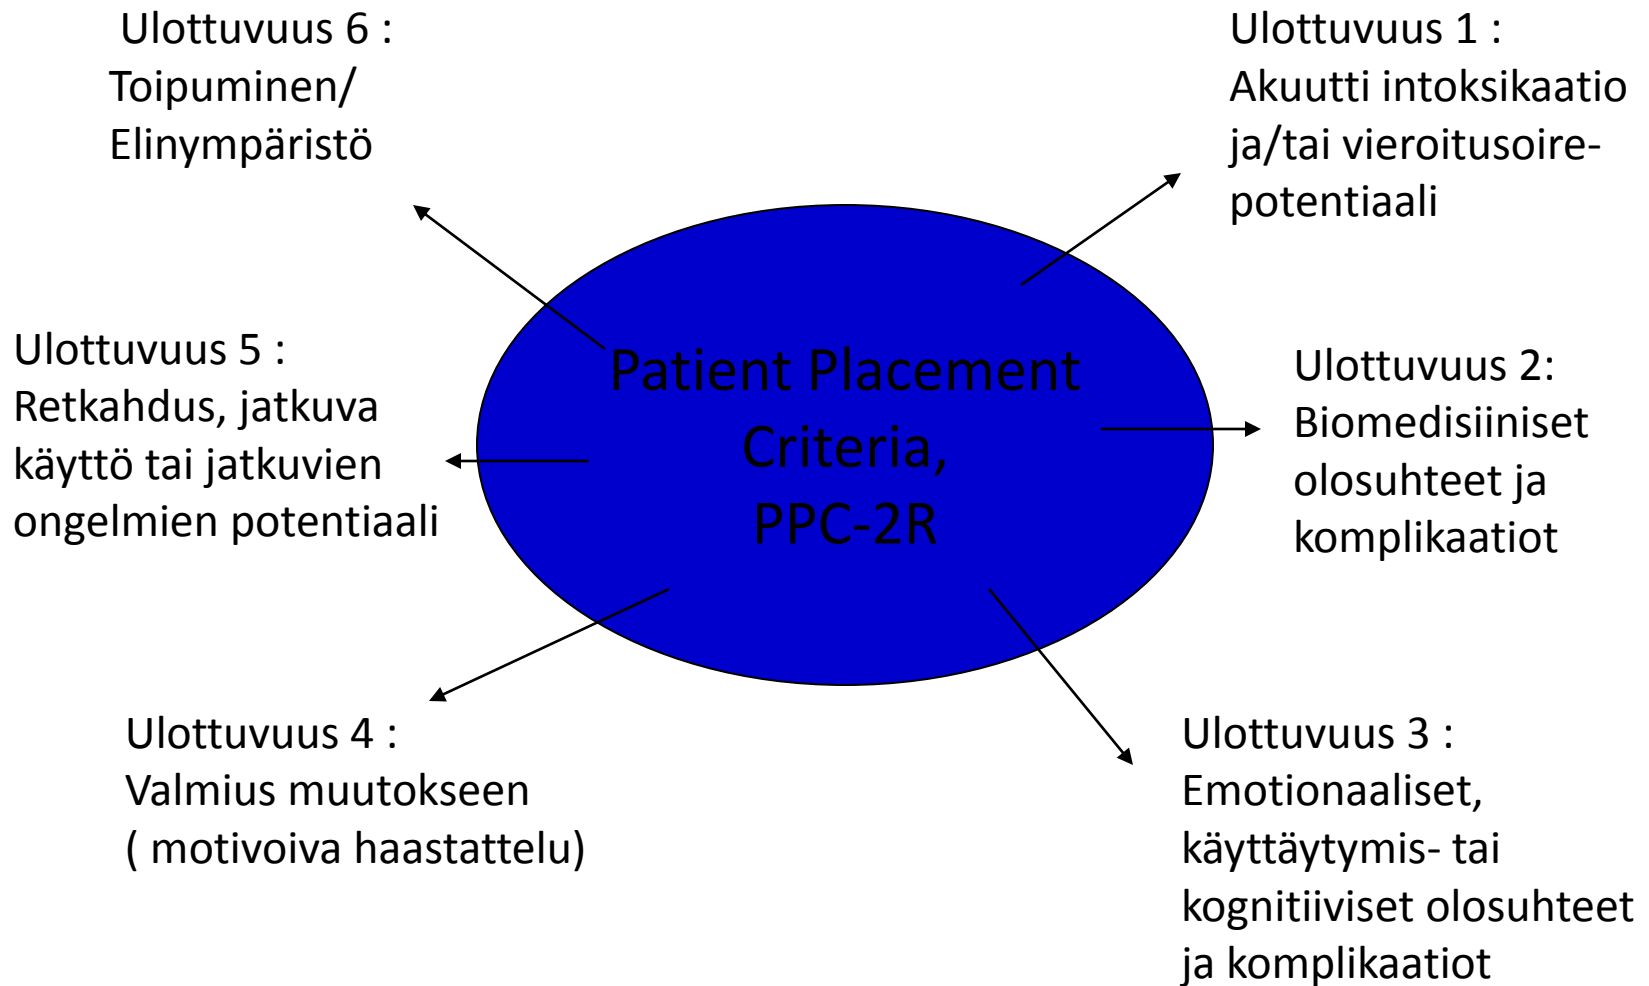 Ulottuvuus 6 :
Toipuminen/
Elinympäristö
Ulottuvuus 1 :
Akuutti intoksikaatio
ja/tai vieroitusoire-
potentiaali
Ulottuvuus 5 :
Retkahdus, jatkuva
käyttö tai jatkuvien
ongelmien potentiaali
Patient Placement
Criteria,
PPC-2R
Ulottuvuus 2:
Biomedisiiniset
olosuhteet ja
komplikaatiot
Ulottuvuus 4 :
Valmius muutokseen
( motivoiva haastattelu)
Ulottuvuus 3 :
Emotionaaliset,
käyttäytymis- tai
kognitiiviset olosuhteet
ja komplikaatiot